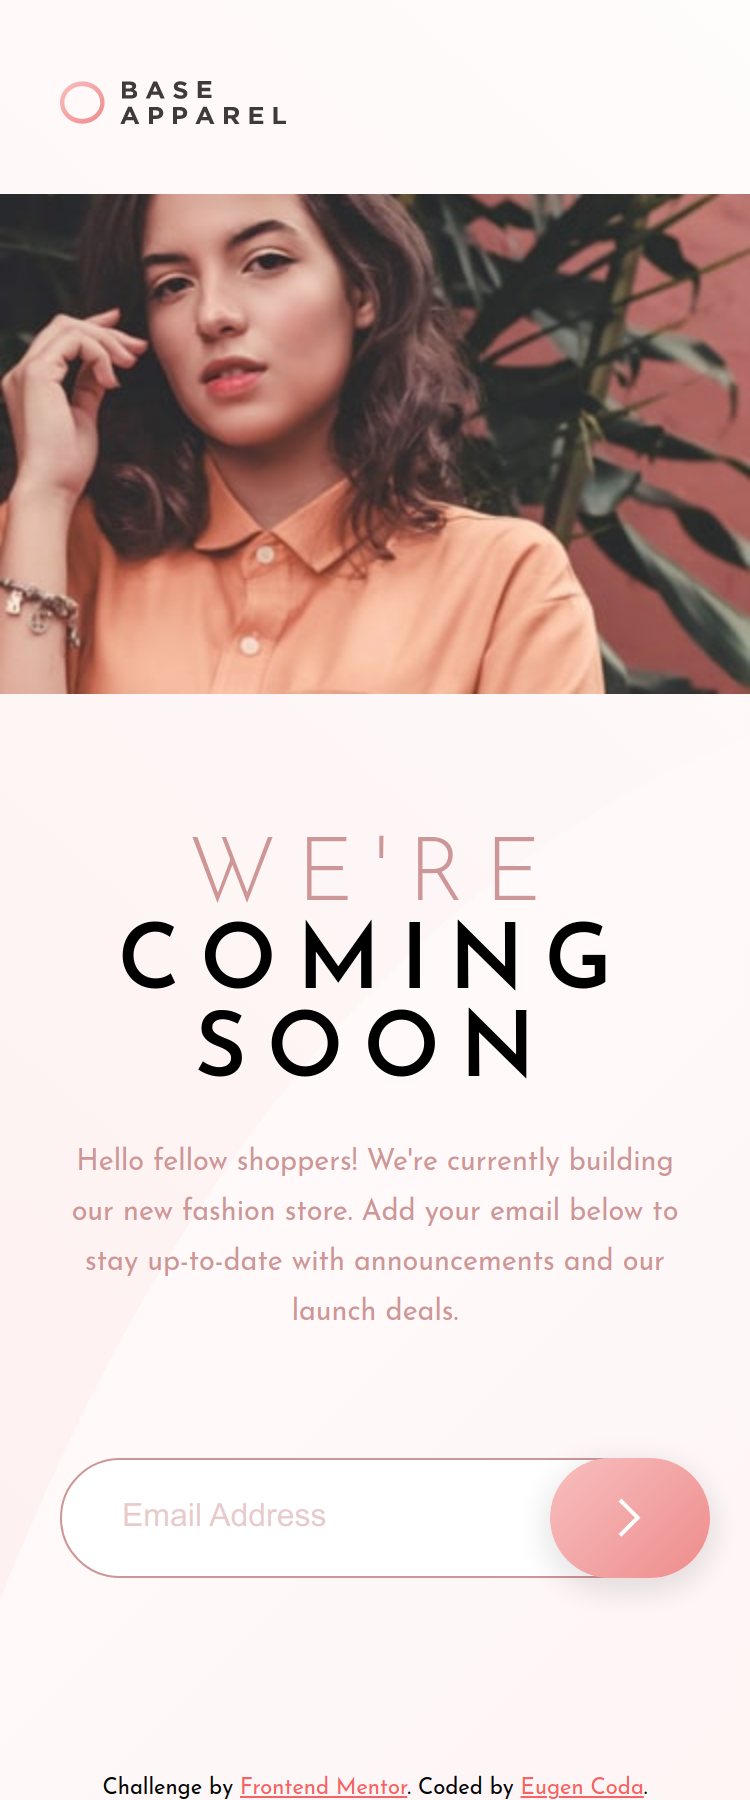 BASE
APPAREL
WE'RE
COMING
SOON
Hello fellow shoppers! We're currently building
our new fashion store. Add your email below to
stay up-to-date with announcements and our
launch deals.
Email Address
Challenge by Frontend Mentor. Coded by Eugen Coda.